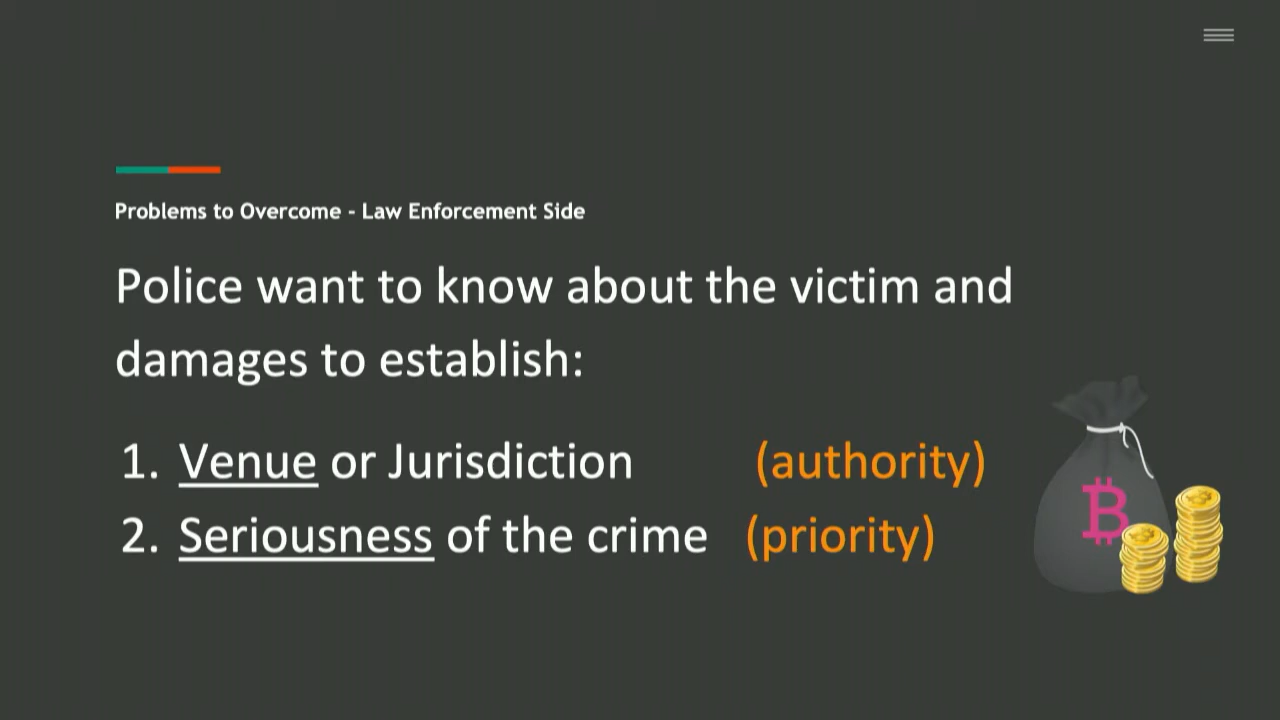 Problems to Overcome - Law Enforcement Side
Police want to know about the victim and
damages to establish:
1. Venue or Jurisdiction (authority)
2. Seriousness of the crime (priority)